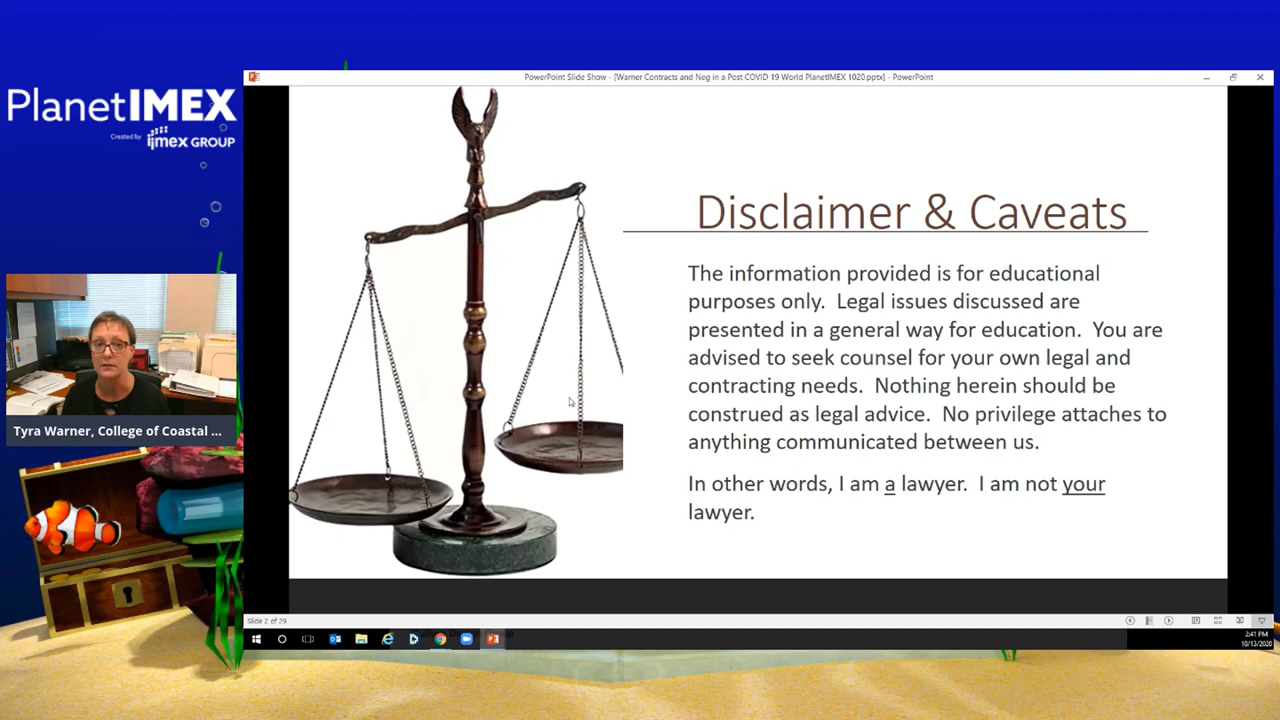 PowerPoint Slide Show - [Warner Contracts and Neg in a Post COVID 19 World PlanetIMEX 1020.pptx] - PowerPoint
PlanetIMEX
Created by imex GROUP
Disclaimer & Caveats
The information provided is for educational
purposes only. Legal issues discussed are
presented in a general way for education. You are
advised to seek counsel for your own legal and
contracting needs. Nothing herein should be
construed as legal advice. No privilege attaches to
anything communicated between us.
In other words, I am a lawyer. I am not your
lawyer.
Tyra Warner, College of Coastal ...
Slide 2 of 29
2:41 PM
10/13/2020